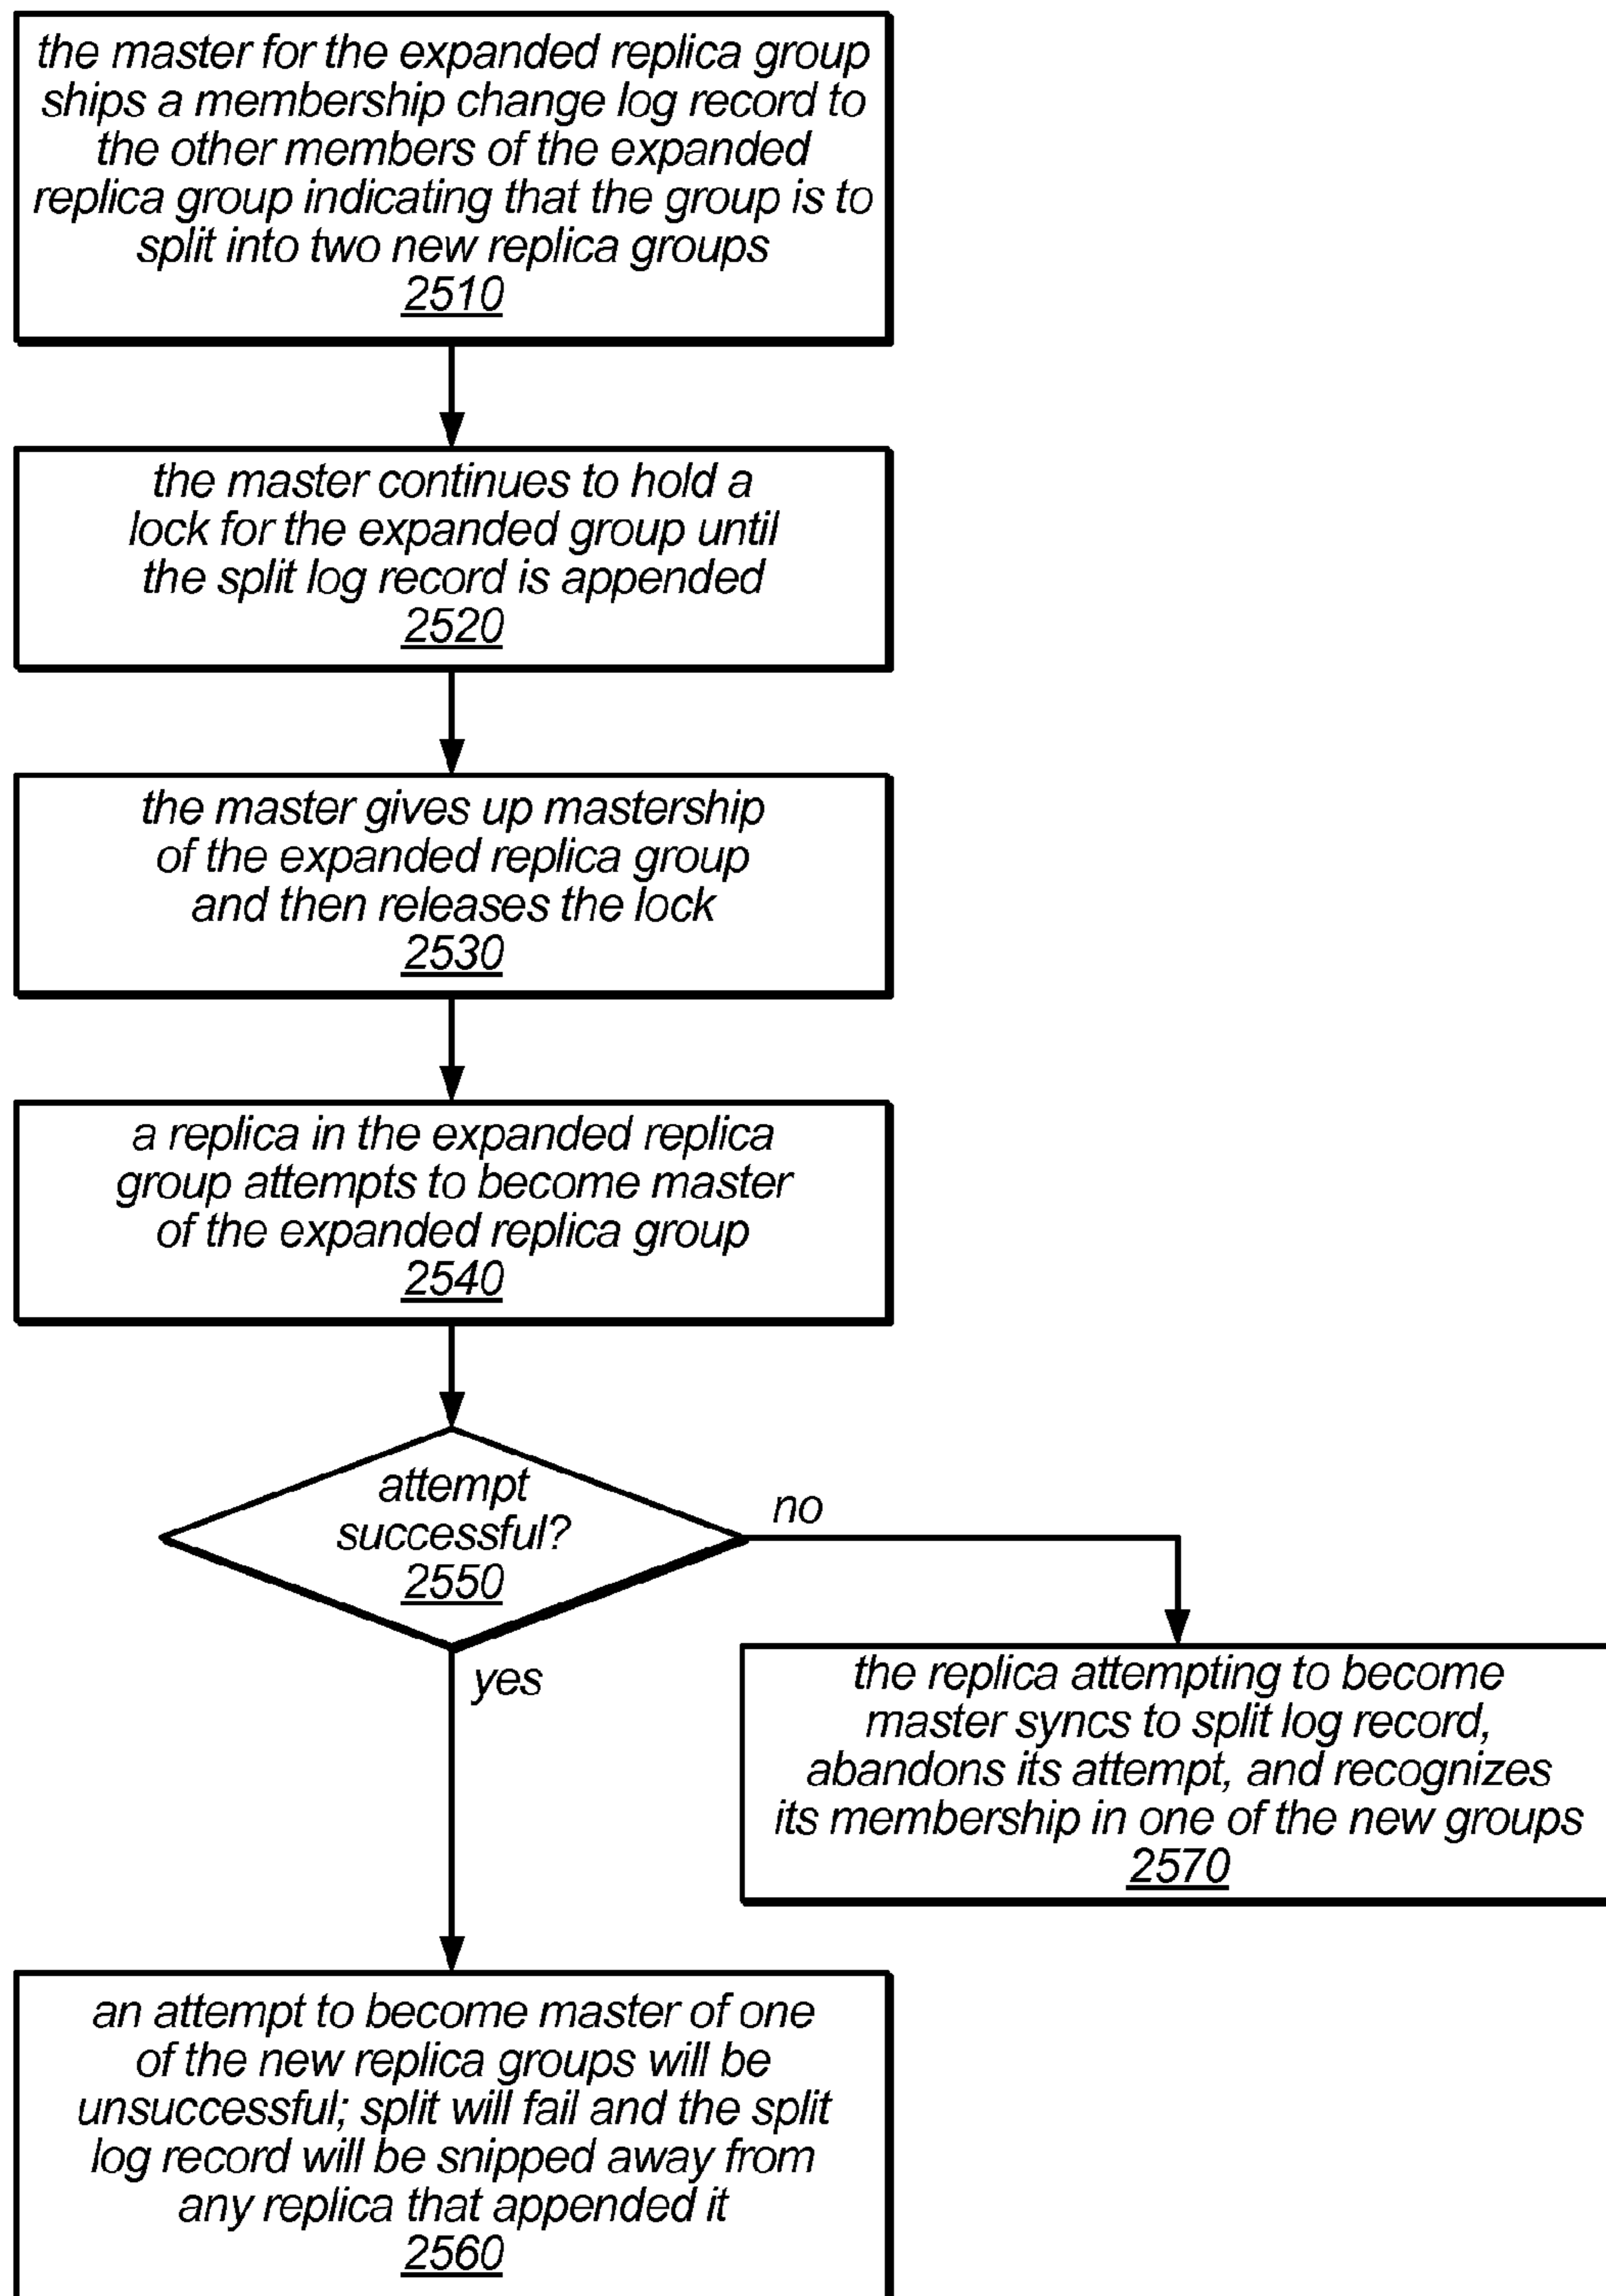 the master for the expanded replica group
ships a membership change log record to
the other members of the expanded
replica group indicating that the group is to
split into two new replica groups
2510
the master continues to hold a
lock for the expanded group until
the split log record is appended
2520
the master gives up mastership
of the expanded replica group
and then releases the lock
2530
a replica in the expanded replica
group attempts to become master
of the expanded replica group
2540
attempt
successful?
2550
no
yes
the replica attempting to become
master syncs to split log record,
abandons its attempt, and recognizes
its membership in one of the new groups
2570
an attempt to become master of one
of the new replica groups will be
unsuccessful; split will fail and the split
log record will be snipped away from
any replica that appended it
2560